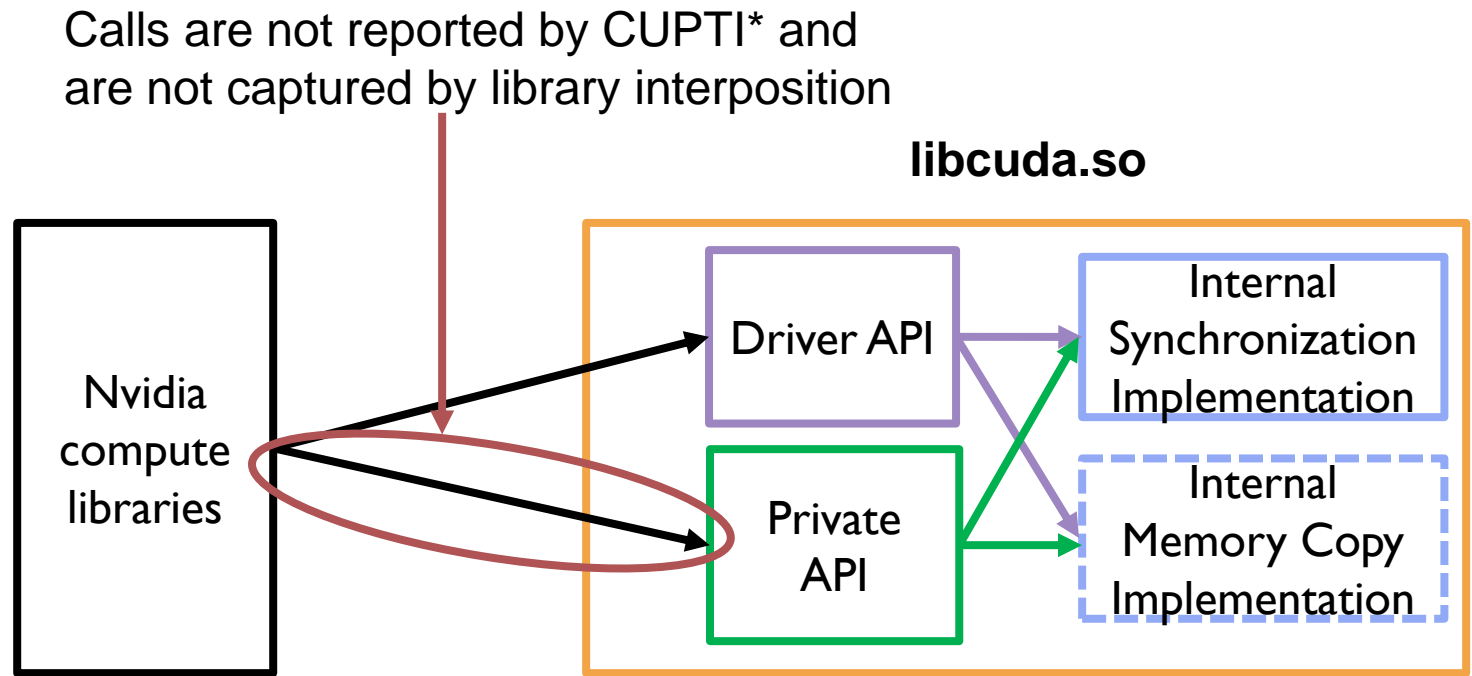 Calls are not reported by CUPTI* and
are not captured by library interposition
libcuda.so
Nvidia
compute
libraries
Driver API
Private
API
Internal
Synchronization
Implementation
Internal
Memory Copy
Implementation